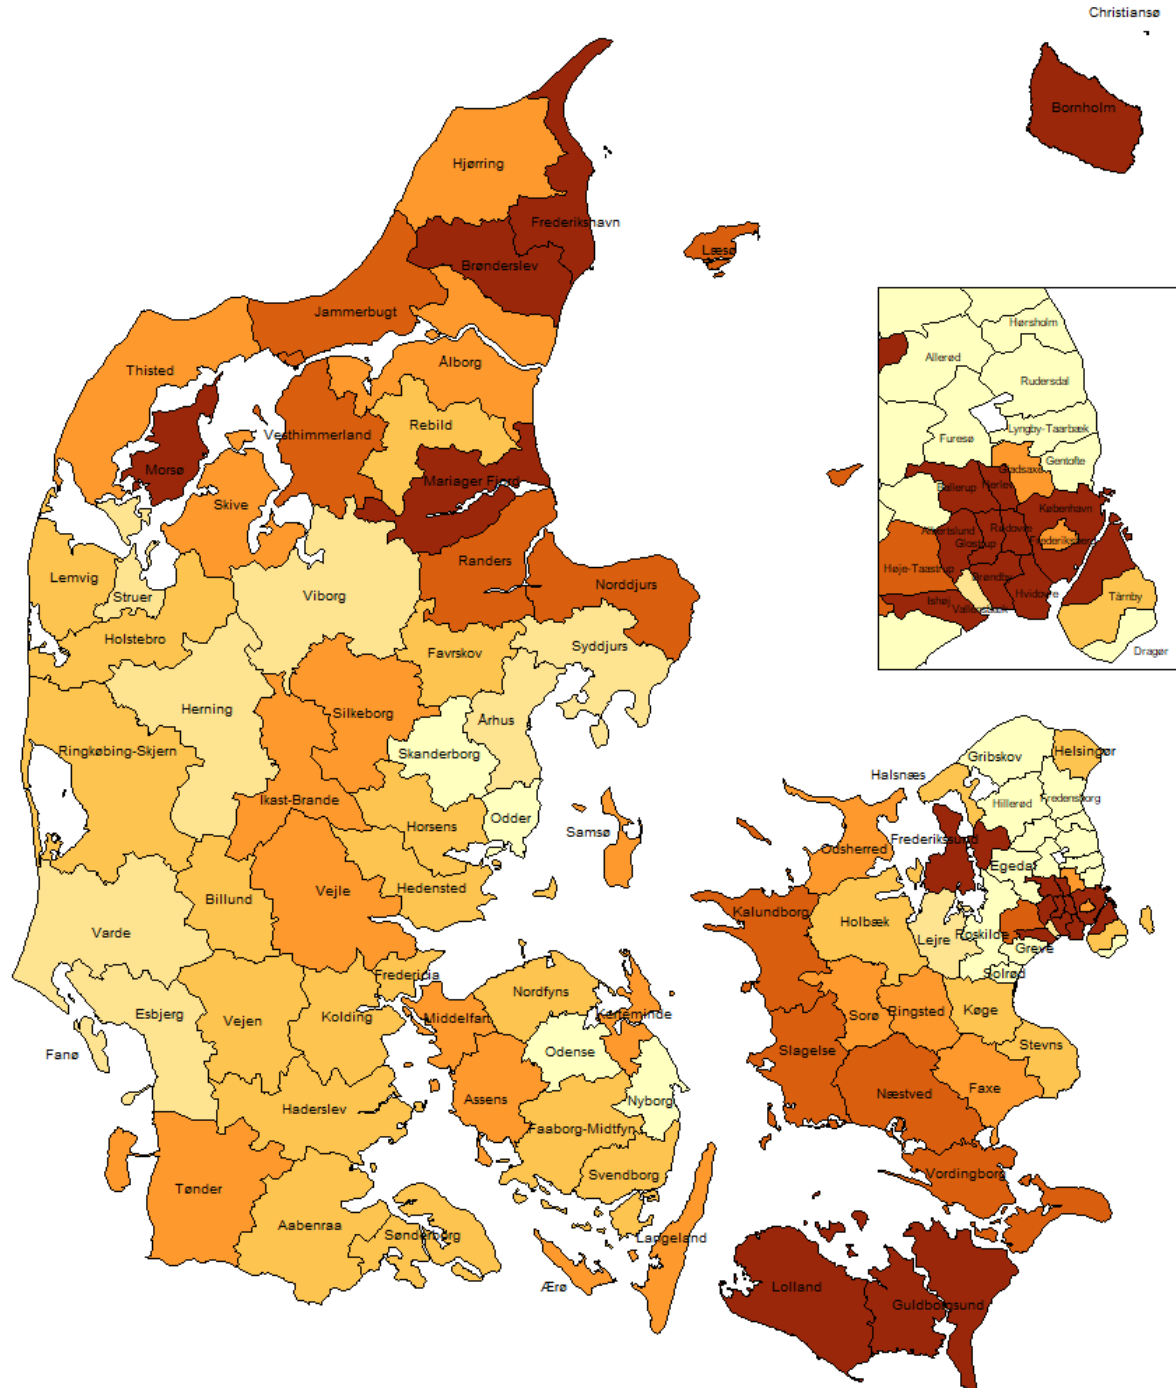 Christiansø
Bornholm
Hjørring
Frederikshavn
Læsø
Brønderslev
Jammerbugt
Hørsholm
Allerød
Thisted
Ålborg
Rudersdal
Rebild
Lyngby-Taarbæk
Vesthimmerland
Furesø
Gentofte
Morsø
Gladsaxe
Mariager Fjord
Ballerup
Herlev
Skive
København
Albertslund
Rødovre
Glostrup
Frederiksberg
Randers
Høje-Taastrup
Lemvig
Brøndby
Norddjurs
Struer
Viborg
Ishøj
Hvidovre
Tårnby
Vallensbæk
Holstebro
Favrskov
Syddjurs
Dragør
Herning
Silkeborg
Århus
Ringkøbing-Skjern
Skanderborg
Helsingør
Gribskov
Halsnæs
Ikast-Brande
Hillerød
Fredensborg
Odder
Horsens
Samsø
Frederikssund
Odsherred
Egedal
Vejle
Hedensted
Billund
Kalundborg
Holbæk
Varde
Lejre
Roskilde
Greve
Solrød
Fredericia
Nordfyns
Esbjerg
Vejen
Kolding
Middelfart
Kerteminde
Sorø
Ringsted
Køge
Stevns
Fanø
Odense
Slagelse
Næstved
Faxe
Assens
Nyborg
Haderslev
Faaborg-Midtfyn
Svendborg
Vordingborg
Tønder
Aabenraa
Sønderborg
Langeland
Ærø
Lolland
Guldborgsund